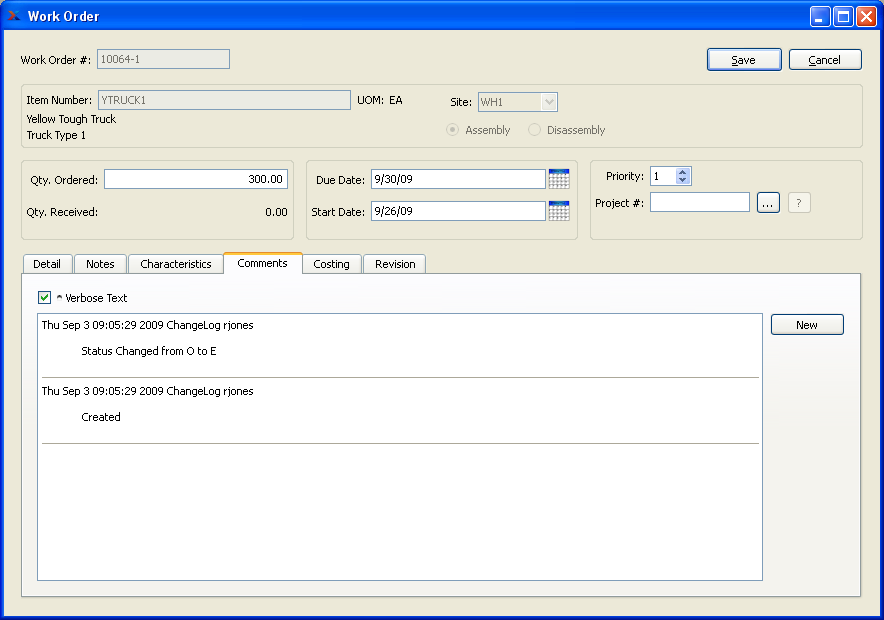 Work Order
Work Order #: 10064-1 Save Cancel
Item Number: YTRUCK1 UOM: EA Site: WH1
Yellow Tough Truck
Truck Type 1 Assembly Disassembly
Qty. Ordered: 300.00 Due Date: 9/30/09 Priority: 1
Qty. Received: 0.00 Start Date: 9/26/09 Project #: ... ?
Detail Notes Characteristics Comments Costing Revision
^ Verbose Text
Thu Sep 3 09:05:29 2009 ChangeLog rjones New
Status Changed from O to E
Thu Sep 3 09:05:29 2009 ChangeLog rjones
Created